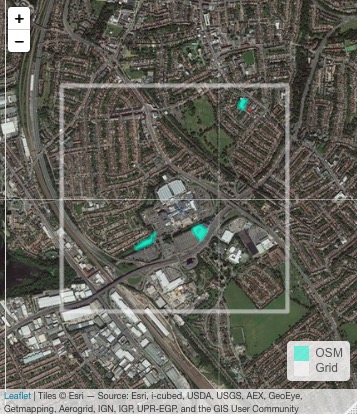 +
−
OSM
Grid
Leaflet | Tiles © Esri — Source: Esri, i-cubed, USDA, USGS, AEX, GeoEye,
Getmapping, Aerogrid, IGN, IGP, UPR-EGP, and the GIS User Community